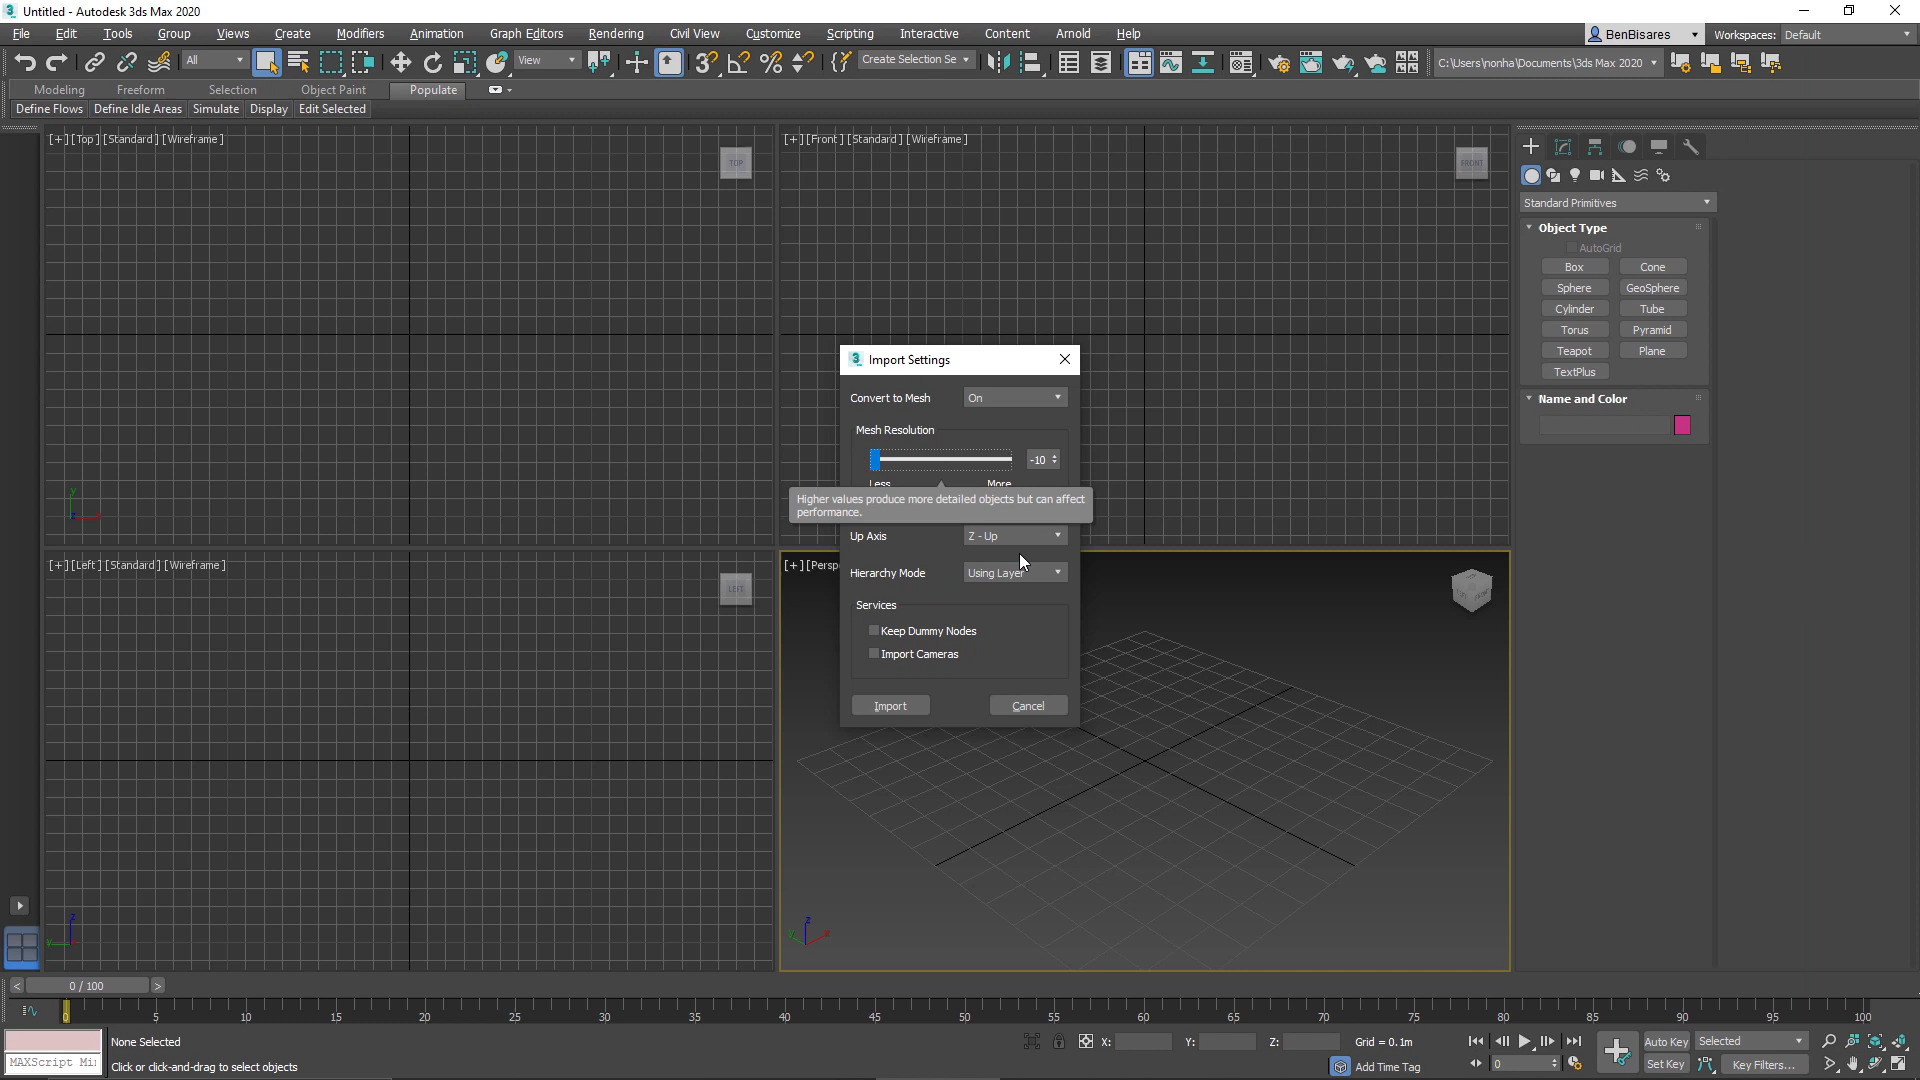 Untitled - Autodesk 3ds Max 2020
File Edit Tools Group Views Create Modifiers Animation Graph Editors Rendering Civil View Customize Scripting Interactive Content Arnold Help BenBisares Workspaces: Default
All View Create Selection Se C:\Users\nonha\Documents\3ds Max 2020
Modeling Freeform Selection Object Paint Populate
Define Flows Define Idle Areas Simulate Display Edit Selected
[+] [Top] [Standard] [Wireframe]
TOP
[+] [Front] [Standard] [Wireframe]
FRONT
Standard Primitives
Object Type
AutoGrid
Box Cone
Sphere GeoSphere
Cylinder Tube
Torus Pyramid
Teapot Plane
TextPlus
Name and Color
Import Settings
Convert to Mesh On
Mesh Resolution
-10
Less More
Higher values produce more detailed objects but can affect
performance.
Up Axis Z - Up
Hierarchy Mode Using Layer
Services
Keep Dummy Nodes
Import Cameras
Import Cancel
y
z x
[+] [Left] [Standard] [Wireframe]
LEFT
[+] [Persp
z
y
z
y x
< 0 / 100 >
0 5 10 15 20 25 30 35 40 45 50 55 60 65 70 75 80 85 90 95 100
None Selected
X: Y: Z: Grid = 0.1m
Auto Key Selected
MAXScript Mi
Click or click-and-drag to select objects
Add Time Tag
0
Set Key Key Filters...